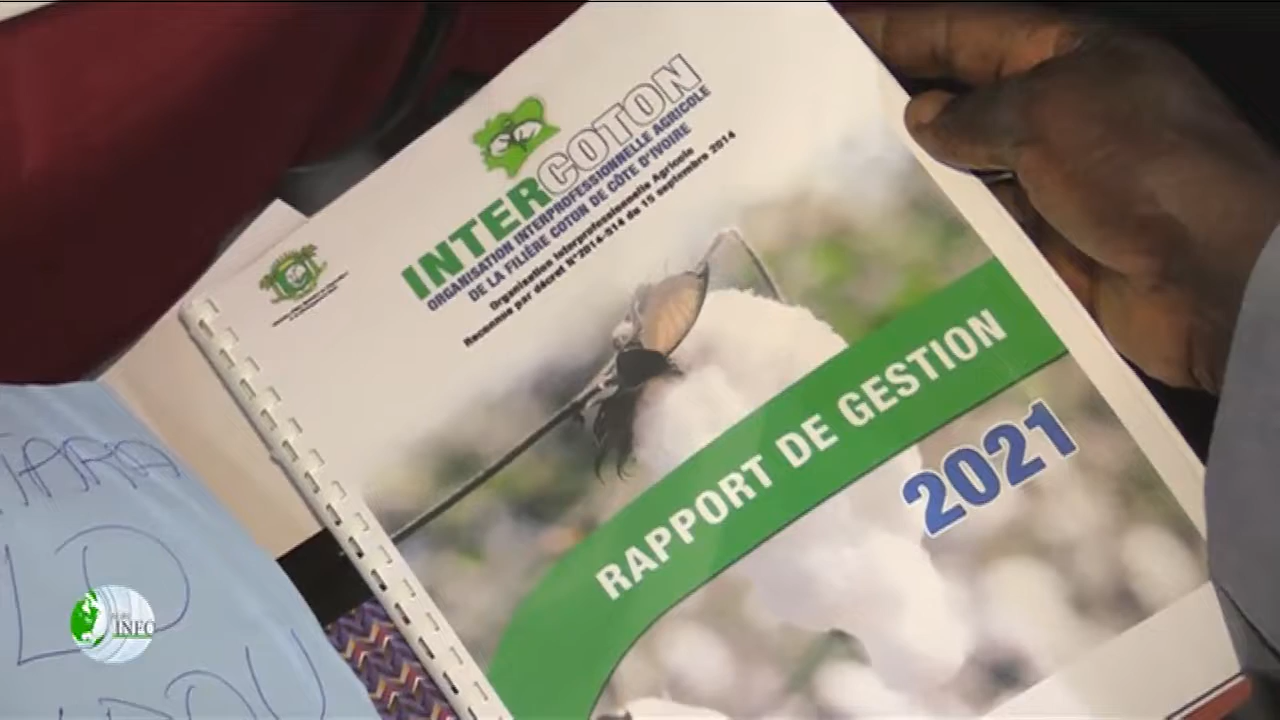 INTERCOTON
ORGANISATION INTERPROFESSIONNELLE AGRICOLE
DE LA FILIÈRE COTON DE CÔTE D'IVOIRE
Organisation Interprofessionnelle Agricole
Reconnue par décret N°2014-514 du 15 septembre 2014
RAPPORT DE GESTION
2021
INFO